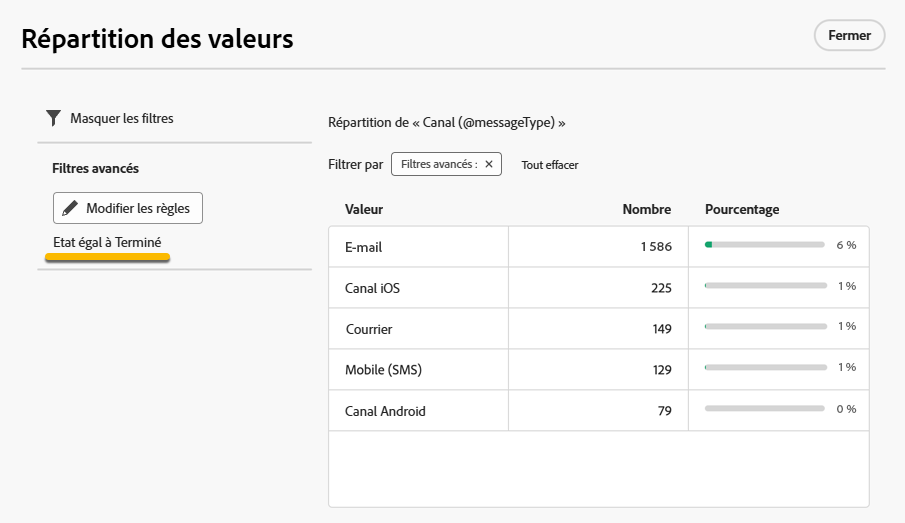 Répartition des valeurs
Fermer
Masquer les filtres
Filtres avancés
Modifier les règles
Etat égal à Terminé
Répartition de « Canal (@messageType) »
Filtrer par Filtres avancés : × Tout effacer
Valeur Nombre Pourcentage
E-mail 1 586 6 %
Canal iOS 225 1 %
Courrier 149 1 %
Mobile (SMS) 129 1 %
Canal Android 79 0 %